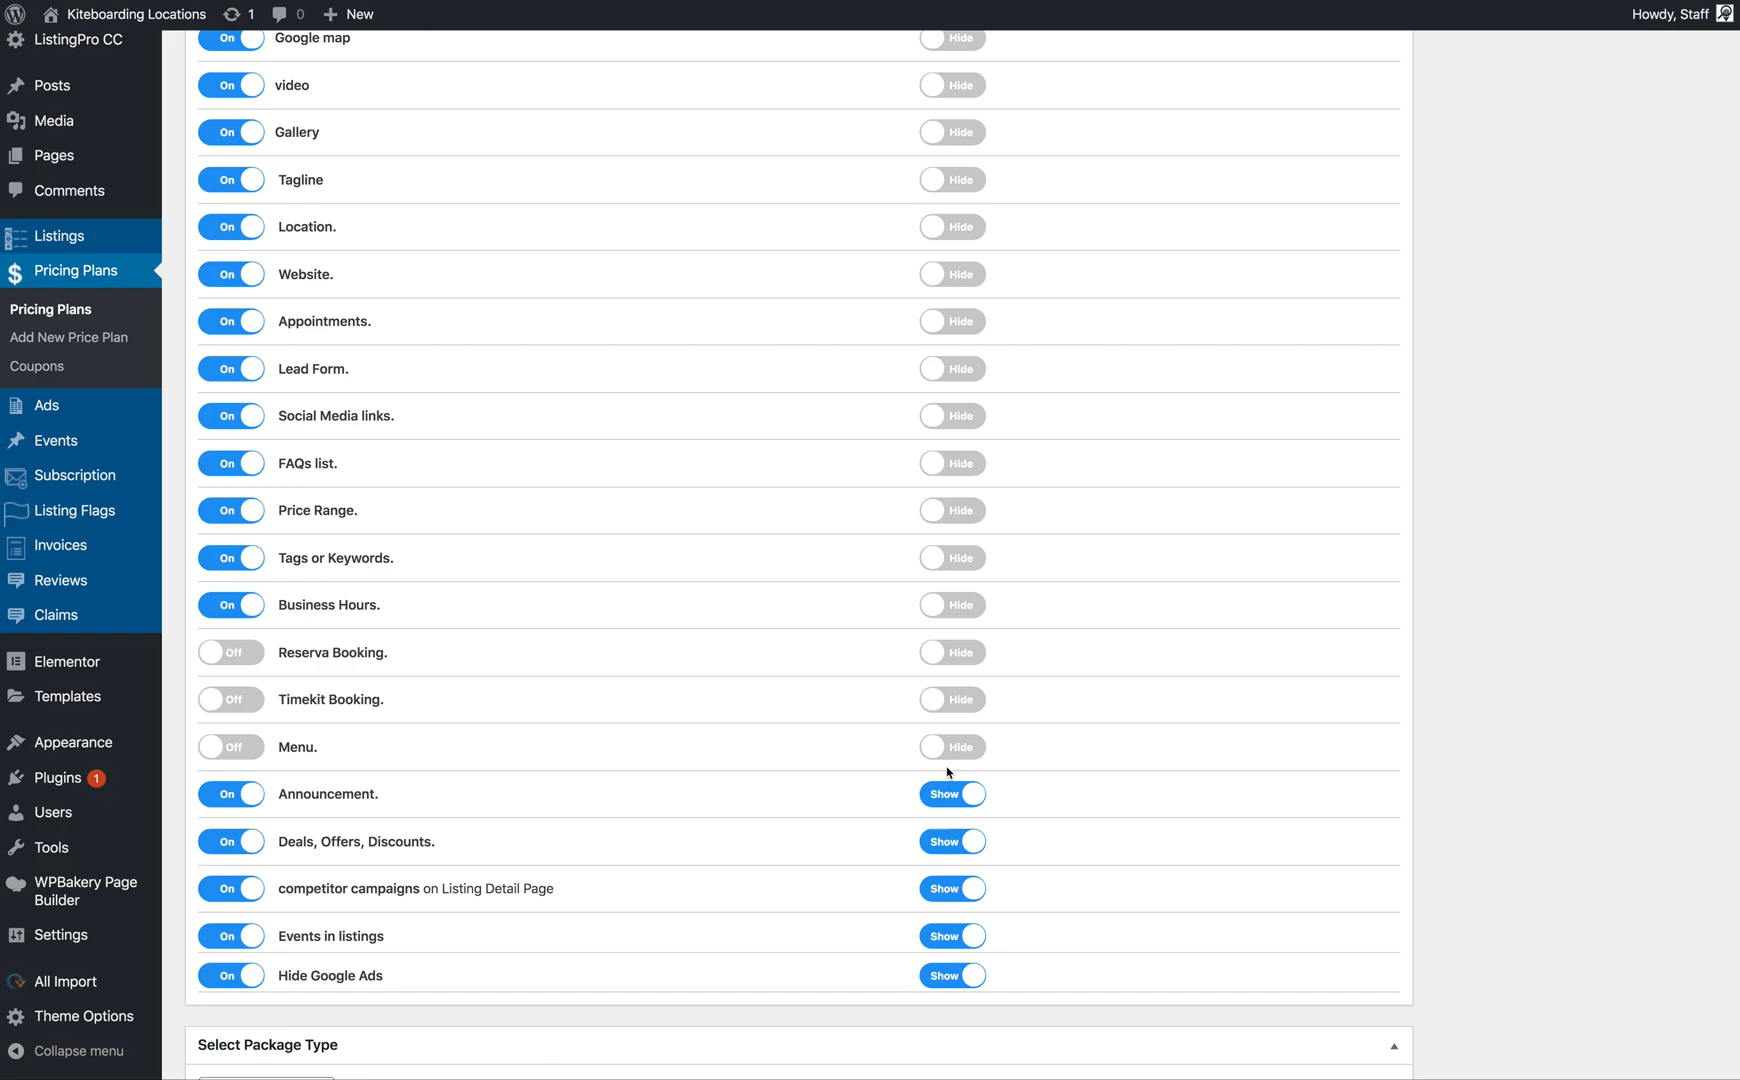 Kiteboarding Locations 1 0 New Howdy, Staff
ListingPro CC
Posts
Media
Pages
Comments
Listings
Pricing Plans
Pricing Plans
Add New Price Plan
Coupons
Ads
Events
Subscription
Listing Flags
Invoices
Reviews
Claims
Elementor
Templates
Appearance
Plugins 1
Users
Tools
WPBakery Page
Builder
Settings
All Import
Theme Options
Collapse menu
On Google map Hide
On video Hide
On Gallery Hide
On Tagline Hide
On Location. Hide
On Website. Hide
On Appointments. Hide
On Lead Form. Hide
On Social Media links. Hide
On FAQs list. Hide
On Price Range. Hide
On Tags or Keywords. Hide
On Business Hours. Hide
Off Reserva Booking. Hide
Off Timekit Booking. Hide
Off Menu. Hide
On Announcement. Show
On Deals, Offers, Discounts. Show
On competitor campaigns on Listing Detail Page Show
On Events in listings Show
On Hide Google Ads Show
Select Package Type